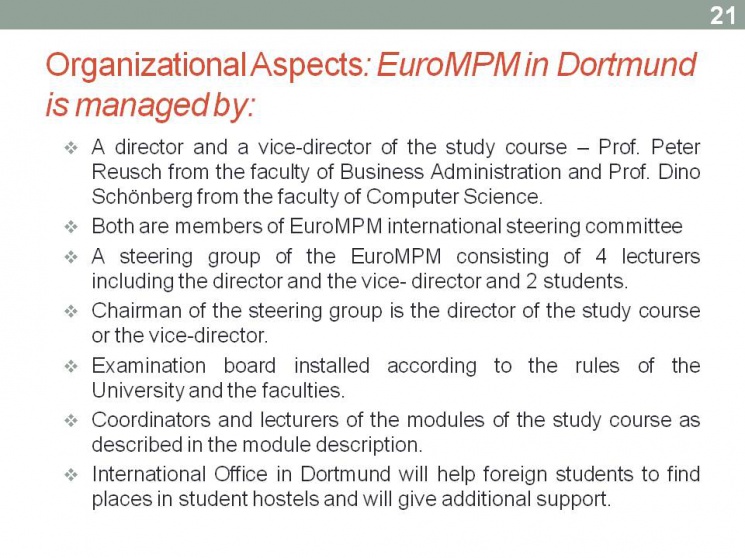 21
Organizational Aspects: EuroMPM in Dortmund
is managed by:
❖ A director and a vice-director of the study course – Prof. Peter
Reusch from the faculty of Business Administration and Prof. Dino
Schönberg from the faculty of Computer Science.
❖ Both are members of EuroMPM international steering committee
❖ A steering group of the EuroMPM consisting of 4 lecturers
including the director and the vice- director and 2 students.
❖ Chairman of the steering group is the director of the study course
or the vice-director.
❖ Examination board installed according to the rules of the
University and the faculties.
❖ Coordinators and lecturers of the modules of the study course as
described in the module description.
❖ International Office in Dortmund will help foreign students to find
places in student hostels and will give additional support.